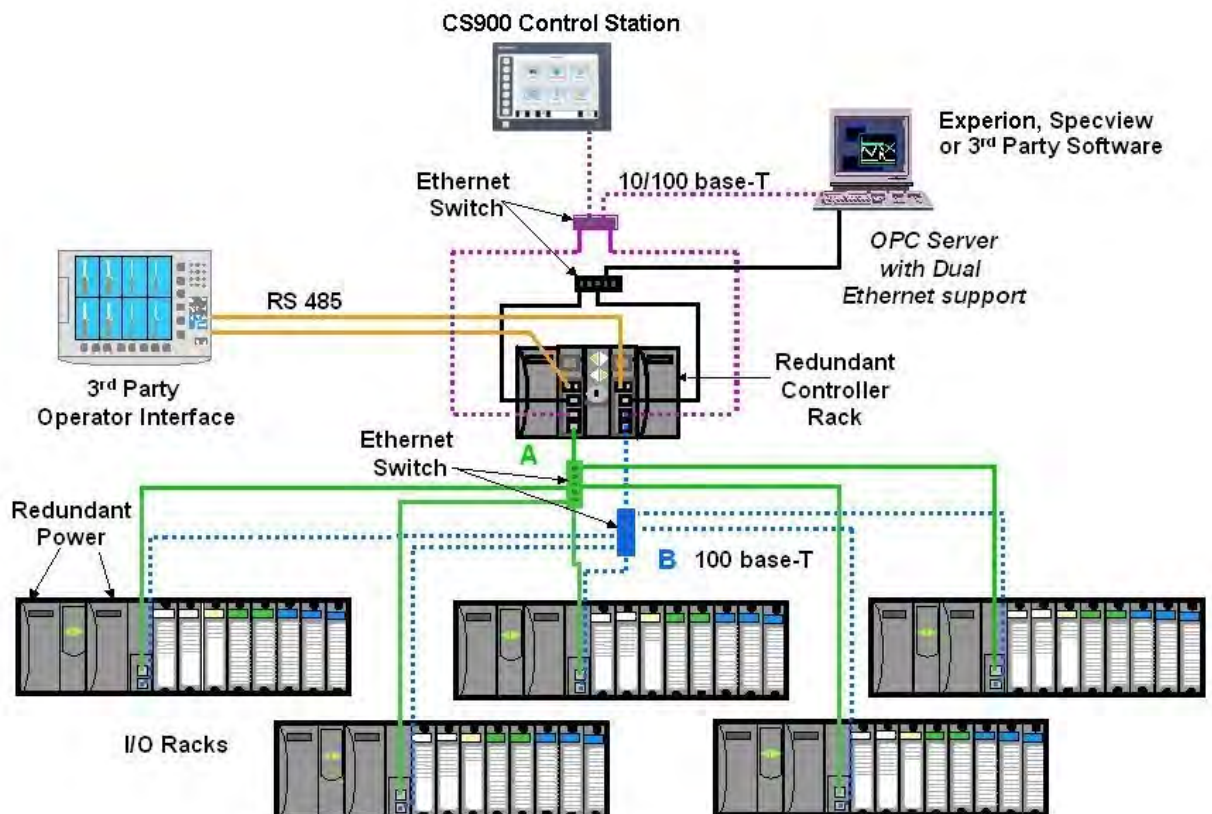 CS900 Control Station
Experion, Specview
or 3rd Party Software
Ethernet
Switch
10/100 base-T
OPC Server
with Dual
Ethernet support
RS 485
3rd Party
Operator Interface
Redundant
Controller
Rack
A
Ethernet
Switch
Redundant
Power
B
100 base-T
I/O Racks